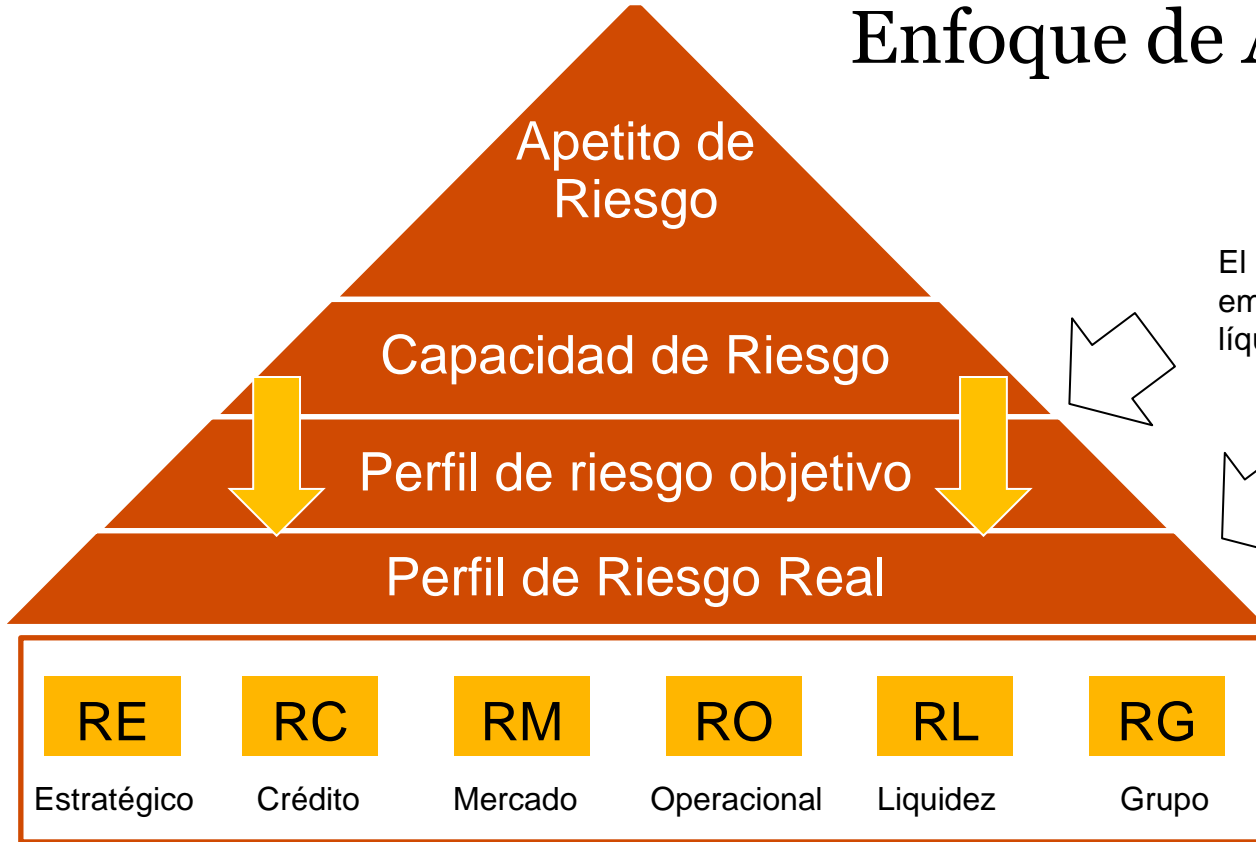 Enfoque de A
Apetito de
Riesgo
El
em
líqu
Capacidad de Riesgo
Perfil de riesgo objetivo
Perfil de Riesgo Real
RE RC RM RO RL RG
Estratégico Crédito Mercado Operacional Liquidez Grupo